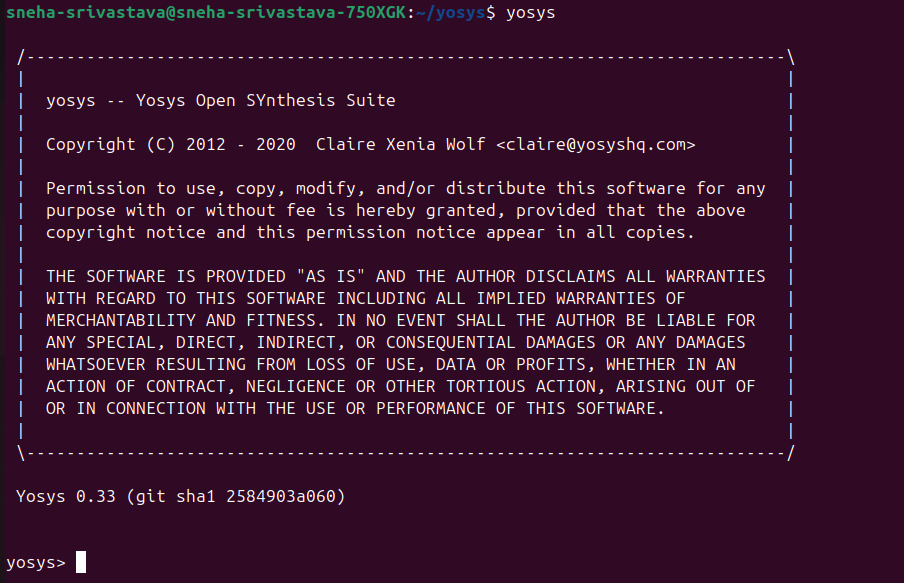 sneha-srivastava@sneha-srivastava-750XGK:~/yosys$ yosys
/----------------------------------------------------------------------------\
|                                                                            |
|  yosys -- Yosys Open SYnthesis Suite                                       |
|                                                                            |
|  Copyright (C) 2012 - 2020  Claire Xenia Wolf <claire@yosyshq.com>         |
|                                                                            |
|  Permission to use, copy, modify, and/or distribute this software for any  |
|  purpose with or without fee is hereby granted, provided that the above    |
|  copyright notice and this permission notice appear in all copies.         |
|                                                                            |
|  THE SOFTWARE IS PROVIDED "AS IS" AND THE AUTHOR DISCLAIMS ALL WARRANTIES  |
|  WITH REGARD TO THIS SOFTWARE INCLUDING ALL IMPLIED WARRANTIES OF          |
|  MERCHANTABILITY AND FITNESS. IN NO EVENT SHALL THE AUTHOR BE LIABLE FOR   |
|  ANY SPECIAL, DIRECT, INDIRECT, OR CONSEQUENTIAL DAMAGES OR ANY DAMAGES    |
|  WHATSOEVER RESULTING FROM LOSS OF USE, DATA OR PROFITS, WHETHER IN AN     |
|  ACTION OF CONTRACT, NEGLIGENCE OR OTHER TORTIOUS ACTION, ARISING OUT OF   |
|  OR IN CONNECTION WITH THE USE OR PERFORMANCE OF THIS SOFTWARE.            |
|                                                                            |
\----------------------------------------------------------------------------/
Yosys 0.33 (git sha1 2584903a060)
yosys>